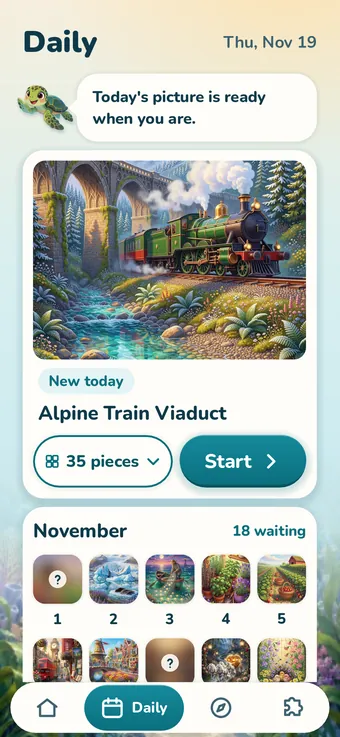 Daily
Thu, Nov 19
Today's picture is ready
when you are.
New today
Alpine Train Viaduct
35 pieces
Start
November
18 waiting
?
1
2
3
4
5
?
Daily